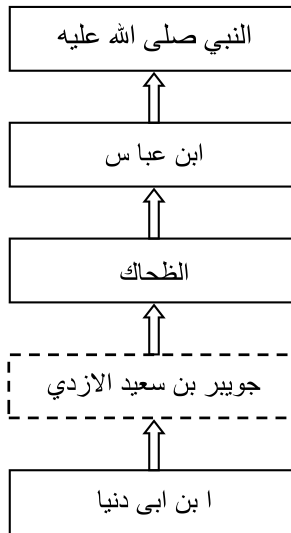 النبي صلى الله عليه
ابن عبا س
الظحاك
جويبر بن سعيد الازدي
ا بن ابى دنيا